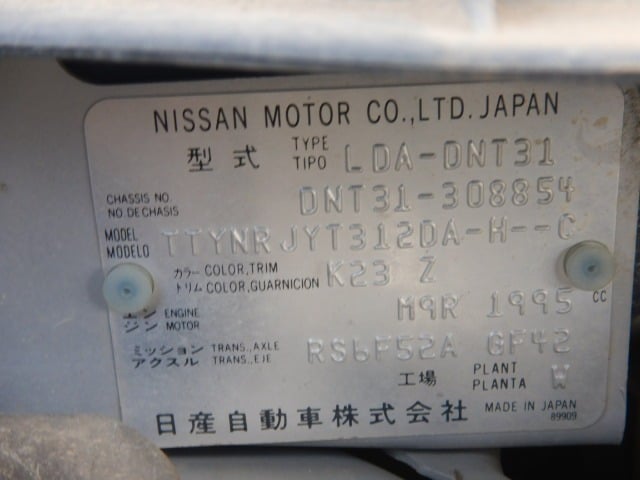 NISSAN MOTOR CO.,LTD. JAPAN
型式 TYPE TIPO LDA-DNT31
CHASSIS NO. NO.DE CHASIS DNT31-308854
MODEL MODELO TTYNRJYT312DA-H--C
カラー トリム COLOR,TRIM COLOR,GUARNICION K23 Z
エンジン ENGINE MOTOR M9R 1995 CC
ミッション アクスル TRANS.,AXLE TRANS.,EJE RS6F52A GF42
工場 PLANT PLANTA W
日産自動車株式会社 MADE IN JAPAN
89909